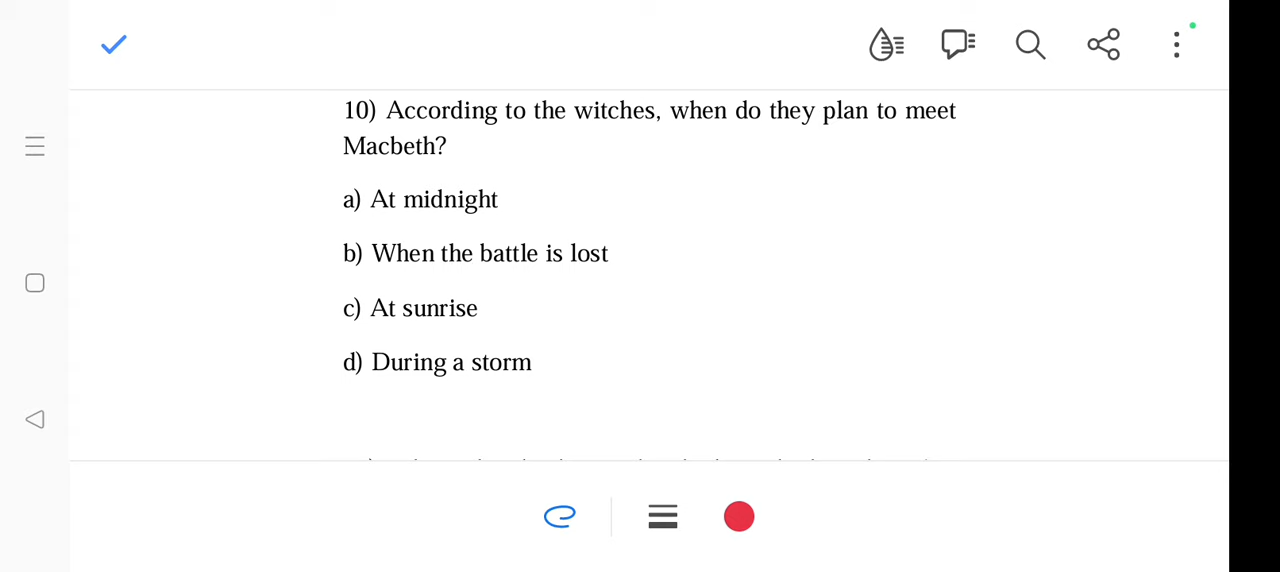 10) According to the witches, when do they plan to meet
Macbeth?
a) At midnight
b) When the battle is lost
c) At sunrise
d) During a storm